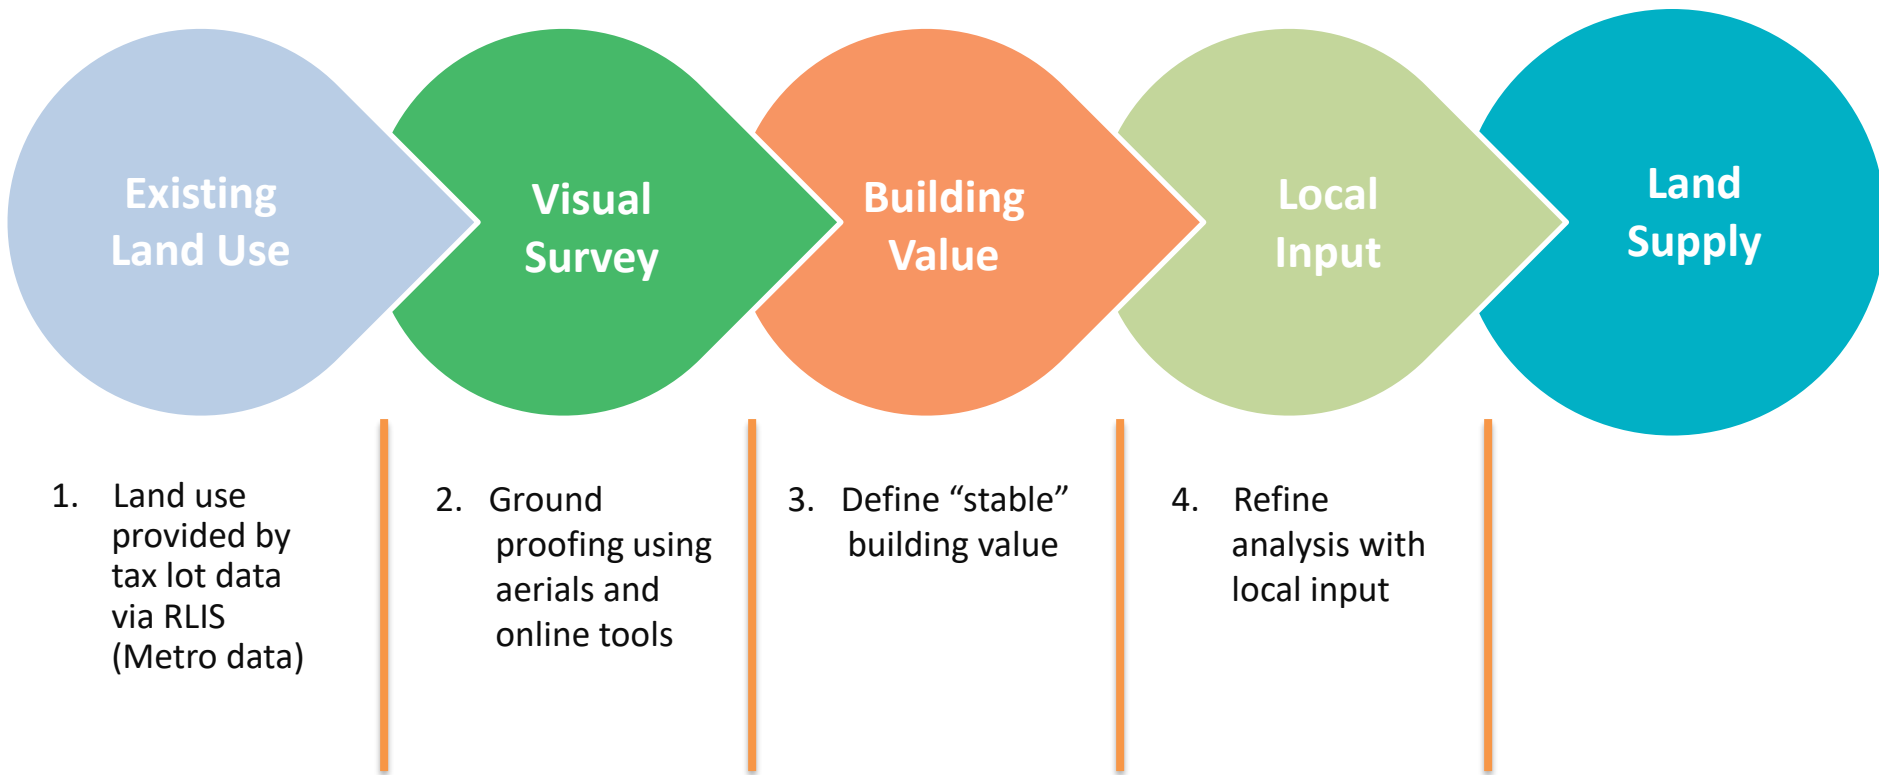 Existing
Land Use
Visual
Survey
Building
Value
Local
Input
Land
Supply
1. Land use
provided by
tax lot data
via RLIS
(Metro data)
2. Ground
proofing using
aerials and
online tools
3. Define “stable”
building value
4. Refine
analysis with
local input